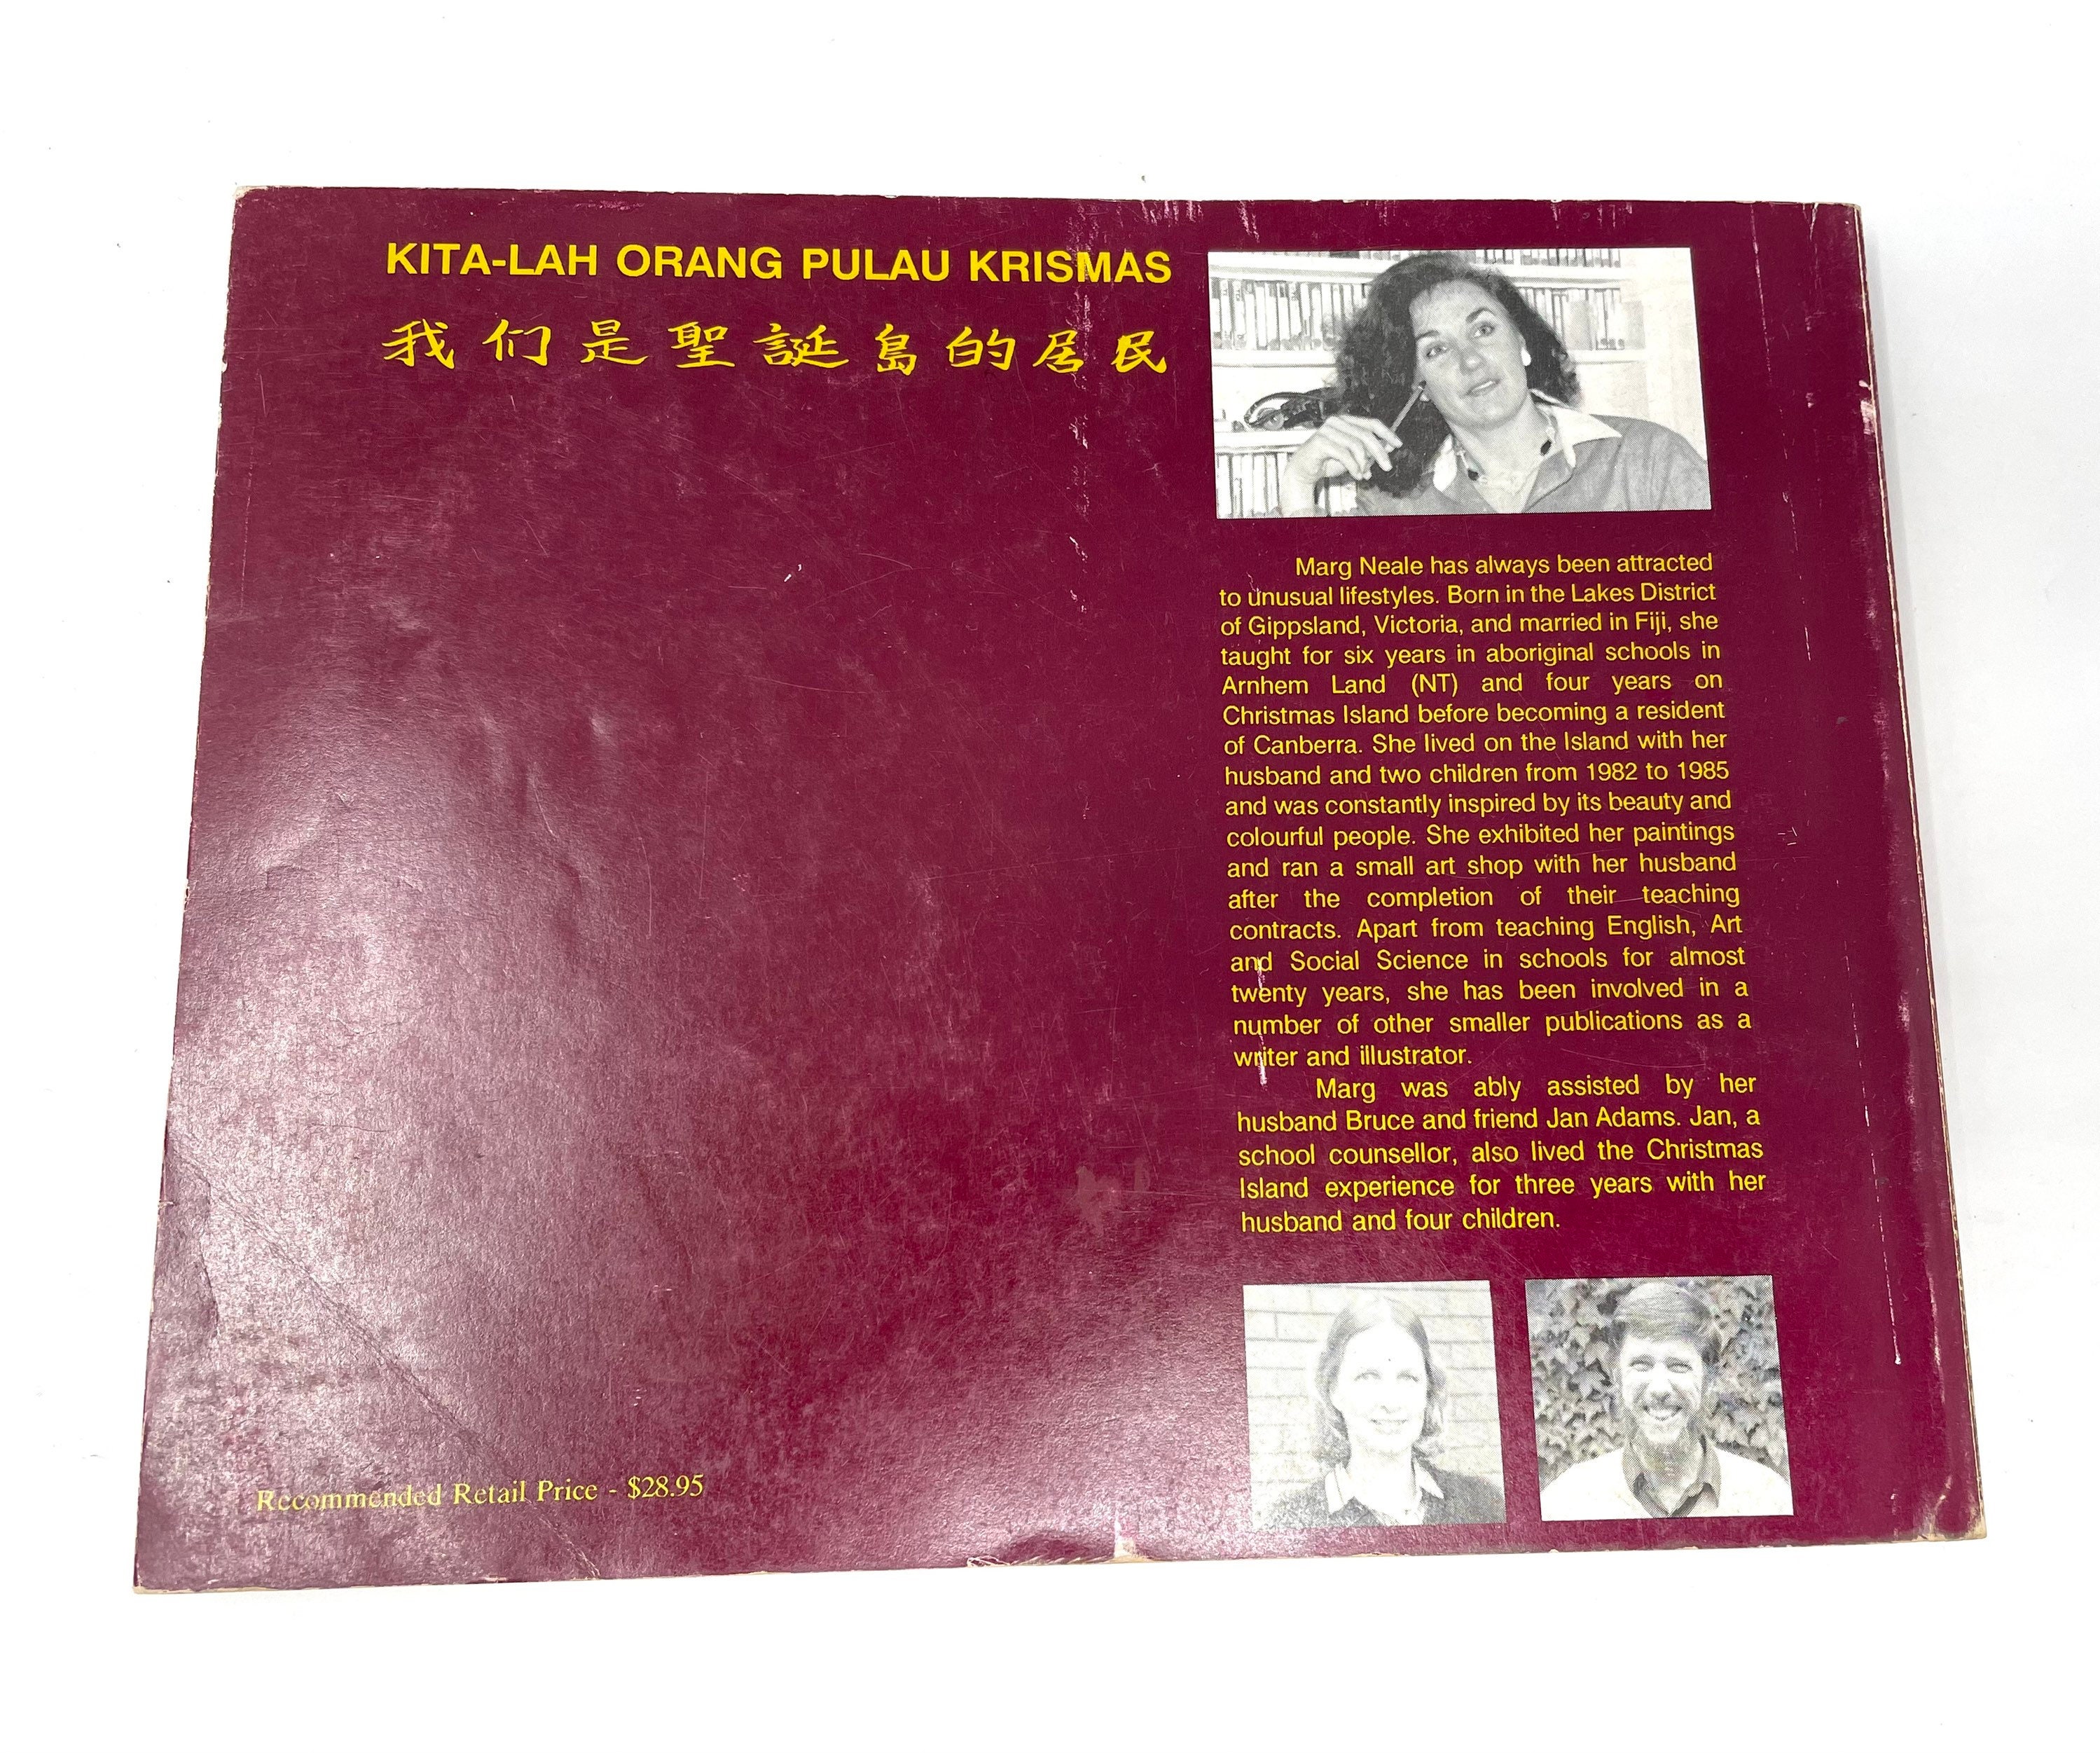 KITA-LAH ORANG PULAU KRISMAS
我们是聖誕島的居民
Marg Neale has always been attracted
to unusual lifestyles. Born in the Lakes District
of Gippsland, Victoria, and married in Fiji, she
taught for six years in aboriginal schools in
Arnhem Land (NT) and four years on
Christmas Island before becoming a resident
of Canberra. She lived on the Island with her
husband and two children from 1982 to 1985
and was constantly inspired by its beauty and
colourful people. She exhibited her paintings
and ran a small art shop with her husband
after the completion of their teaching
contracts. Apart from teaching English, Art
and Social Science in schools for almost
twenty years, she has been involved in a
number of other smaller publications as a
writer and illustrator.
Marg was ably assisted by her
husband Bruce and friend Jan Adams. Jan, a
school counsellor, also lived the Christmas
Island experience for three years with her
husband and four children.
Recommended Retail Price - $28.95